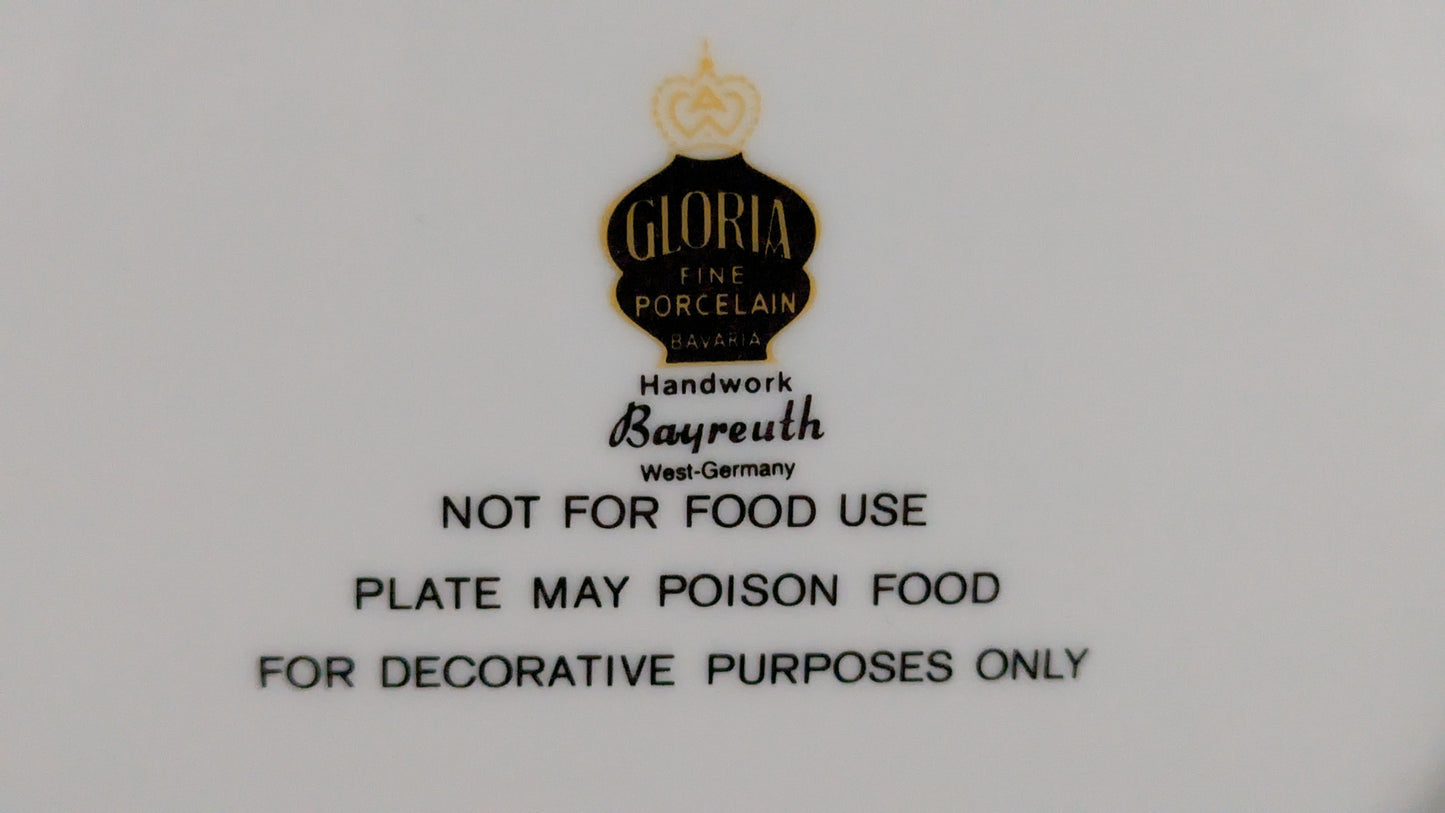 GLORIA
FINE
PORCELAIN
BAVARIA
Handwork
Bayreuth
West-Germany
NOT FOR FOOD USE
PLATE MAY POISON FOOD
FOR DECORATIVE PURPOSES ONLY